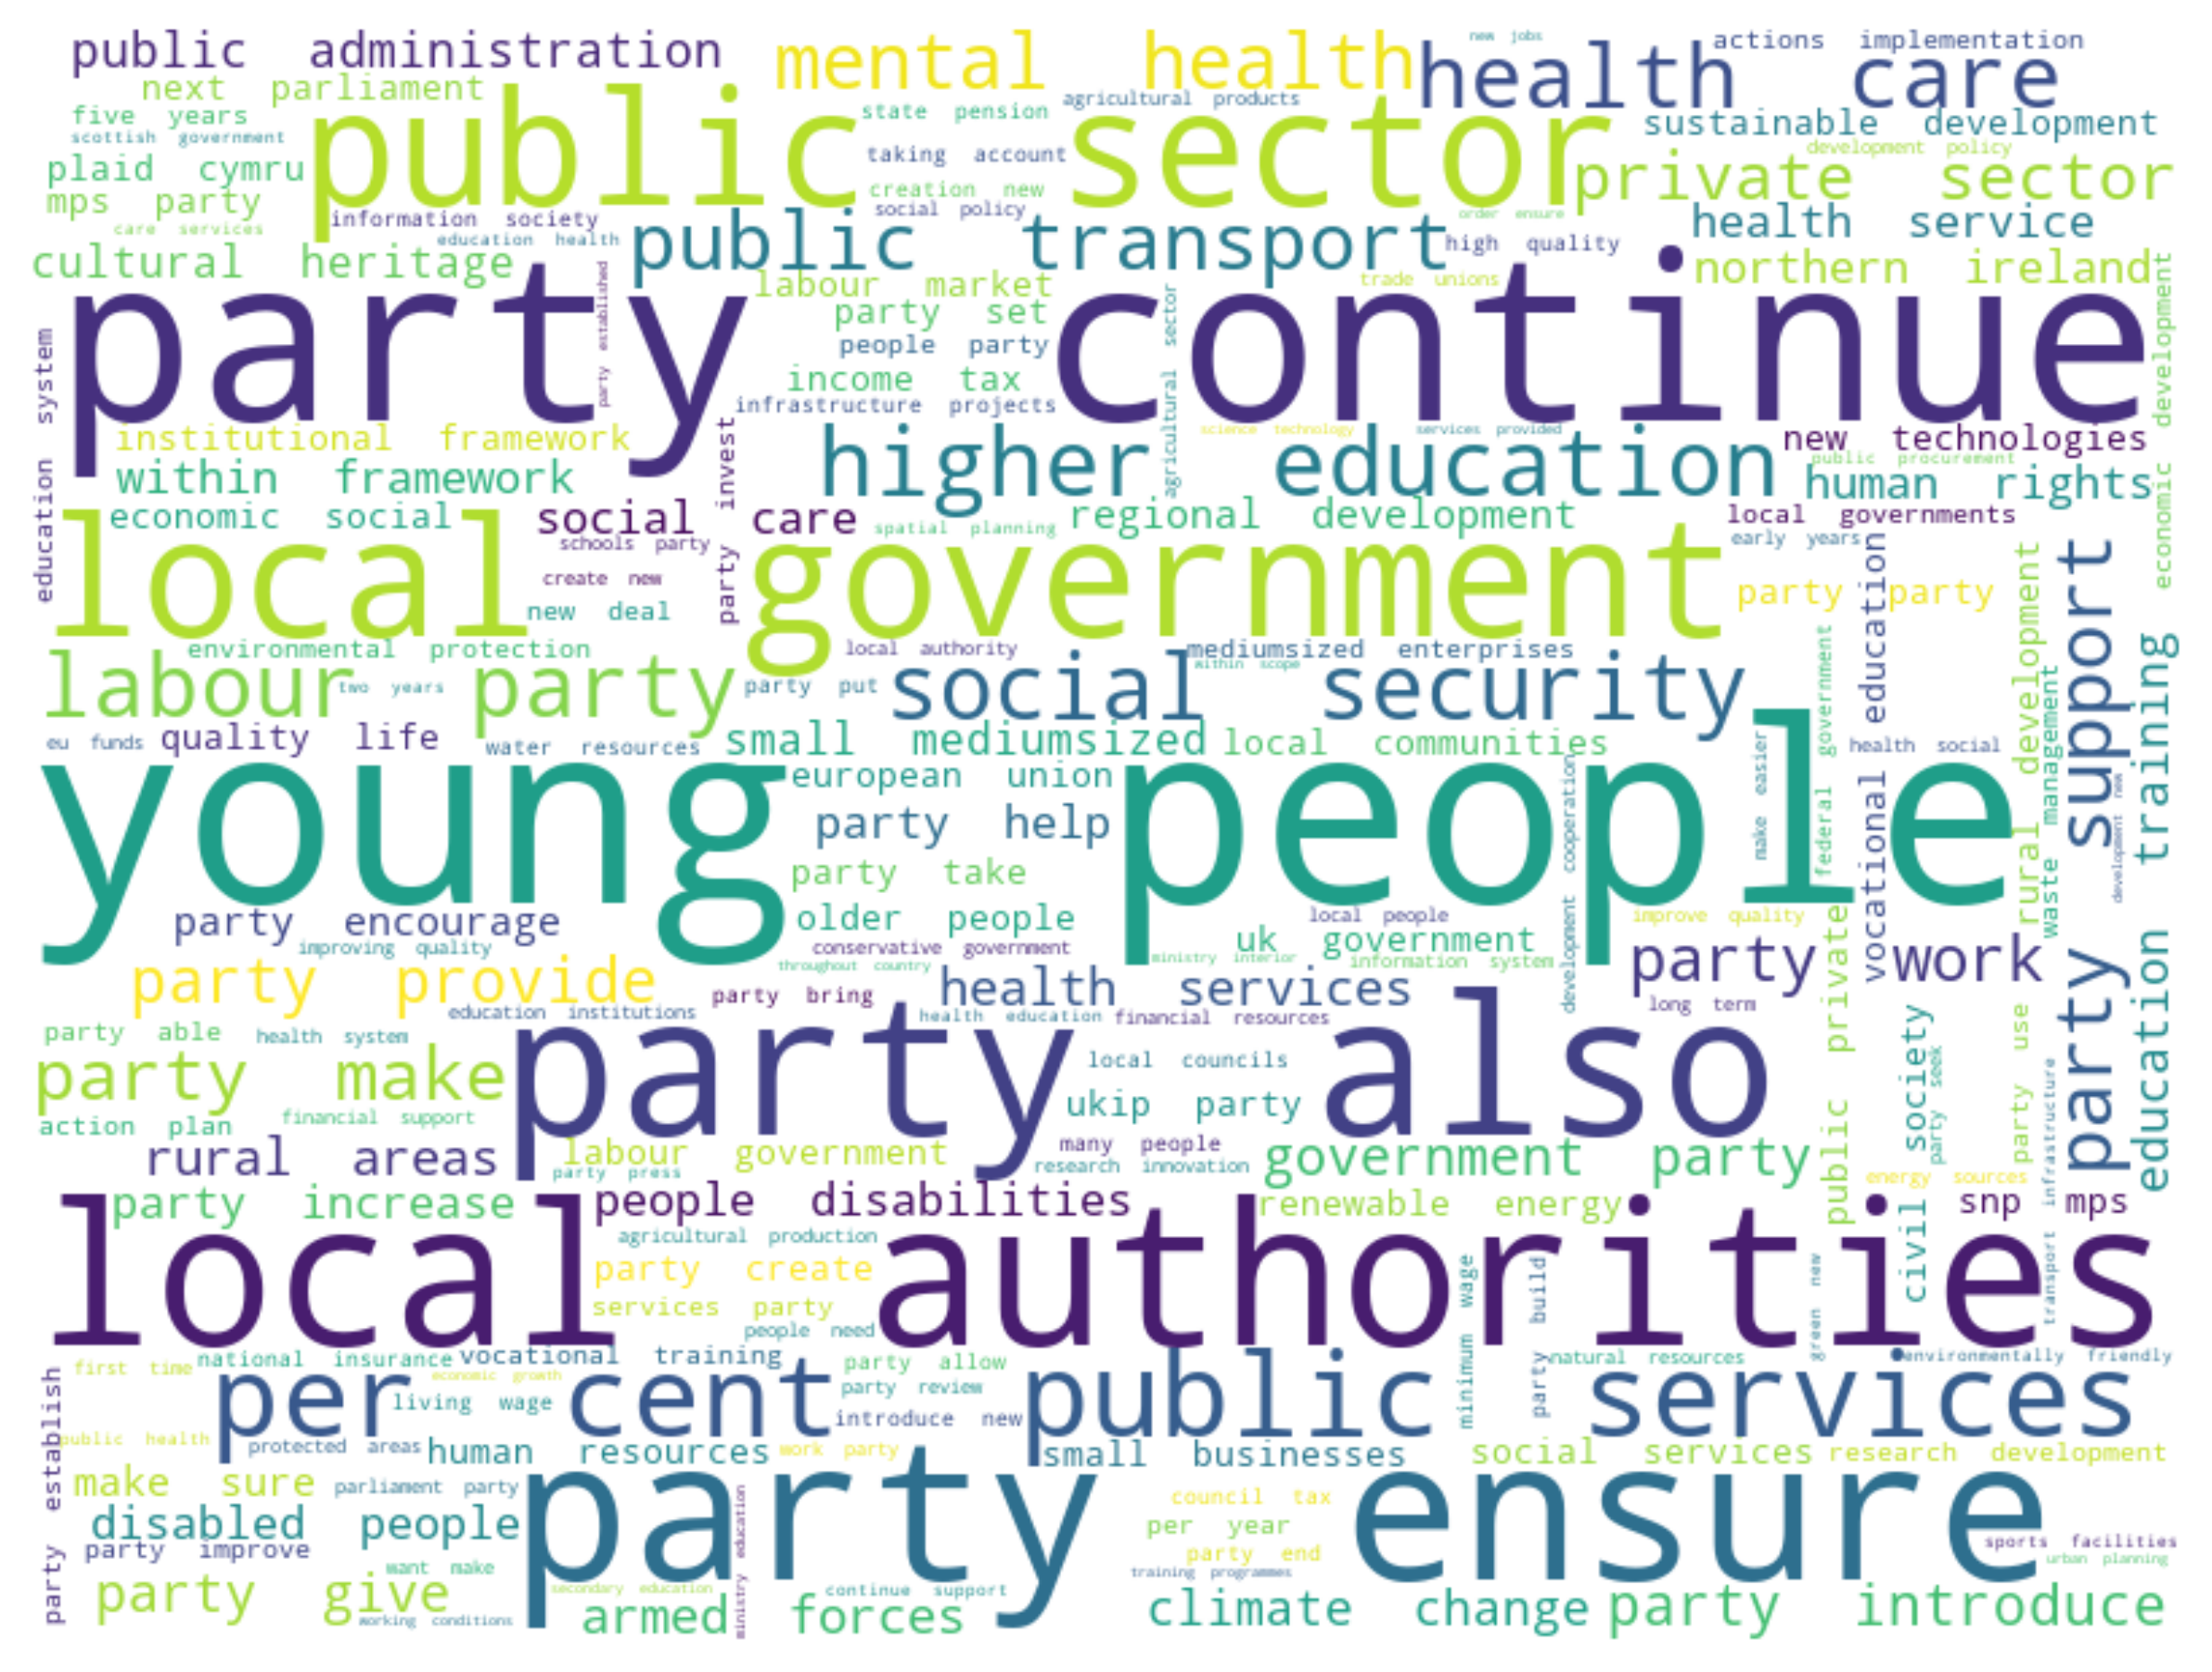 public administration
mental health
new jobs
health care
actions implementation
next parliament
five years
scottish government
public sector
state pension
agricultural products
sustainable development
plaid cymru
taking account
development policy
private sector
mps party
creation new
care services
information society
social policy
order ensure
health service
education health
public transport
high quality
cultural heritage
labour market
trade unions
northern ireland
party continue
party established
party set
people party
agricultural sector
income tax
infrastructure projects
economic development
education system
institutional framework
party invest
higher education
science technology
services provided
new technologies
public procurement
within framework
human rights
economic social
social care
spatial planning
regional development
local governments
schools party
early years
local government
create new
new deal
party party
vocational education
rural development
party support
environmental protection
local authority
mediumsized enterprises
within scope
labour party
two years
party put
social security
federal government
waste management
education training
eu funds
quality life
water resources
small mediumsized
local communities
make easier
health social
young people
european union
development cooperation
development new
party help
party take
party encourage
older people
local people
improve quality
improving quality
conservative government
uk government
public private
party work
party provide
throughout country
ministry interior
information system
party bring
health services
education institutions
health education
financial resources
long term
party able
health system
party also
party make
local councils
civil society
party seek
party use
transport infrastructure
action plan
financial support
ukip party
rural areas
labour government
many people
party press
research innovation
government party
energy sources
party increase
people disabilities
renewable energy
snp mps
local authorities
agricultural production
party create
services party
minimum wage
party build
green new
people need
first time
national insurance
vocational training
party allow
natural resources
environmentally friendly
party establish
per cent
economic growth
living wage
party review
public services
introduce new
public health
protected areas
human resources
work party
small businesses
social services
research development
make sure
parliament party
party ensure
ministry education
council tax
disabled people
per year
party improve
party end
sports facilities
urban planning
want make
training programmes
party give
secondary education
continue support
working conditions
armed forces
climate change
party introduce